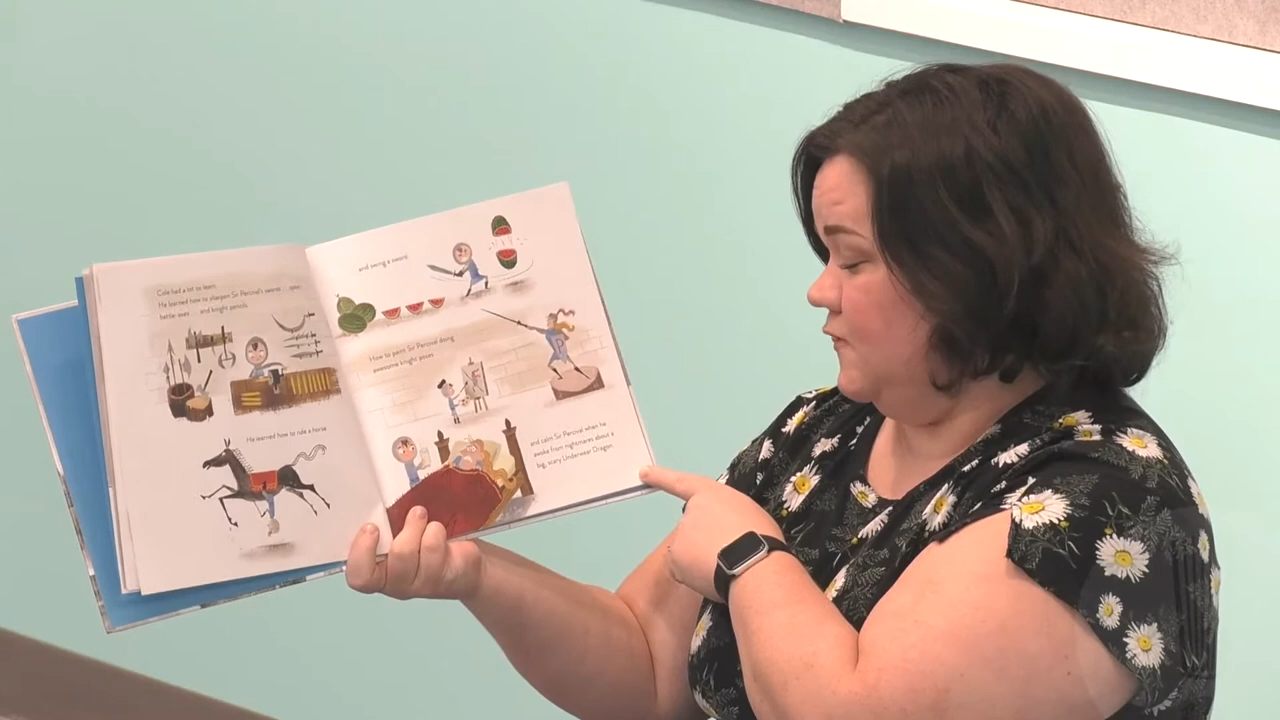 Cole had a lot to learn.
He learned how to sharpen Sir Percival's swords . . . spears . . .
battle-axes . . . and knight pencils.
He learned how to ride a horse
and swing a sword.
How to paint Sir Percival doing
awesome knight poses
and calm Sir Percival when he
awoke from nightmares about a
big, scary Underwear Dragon.